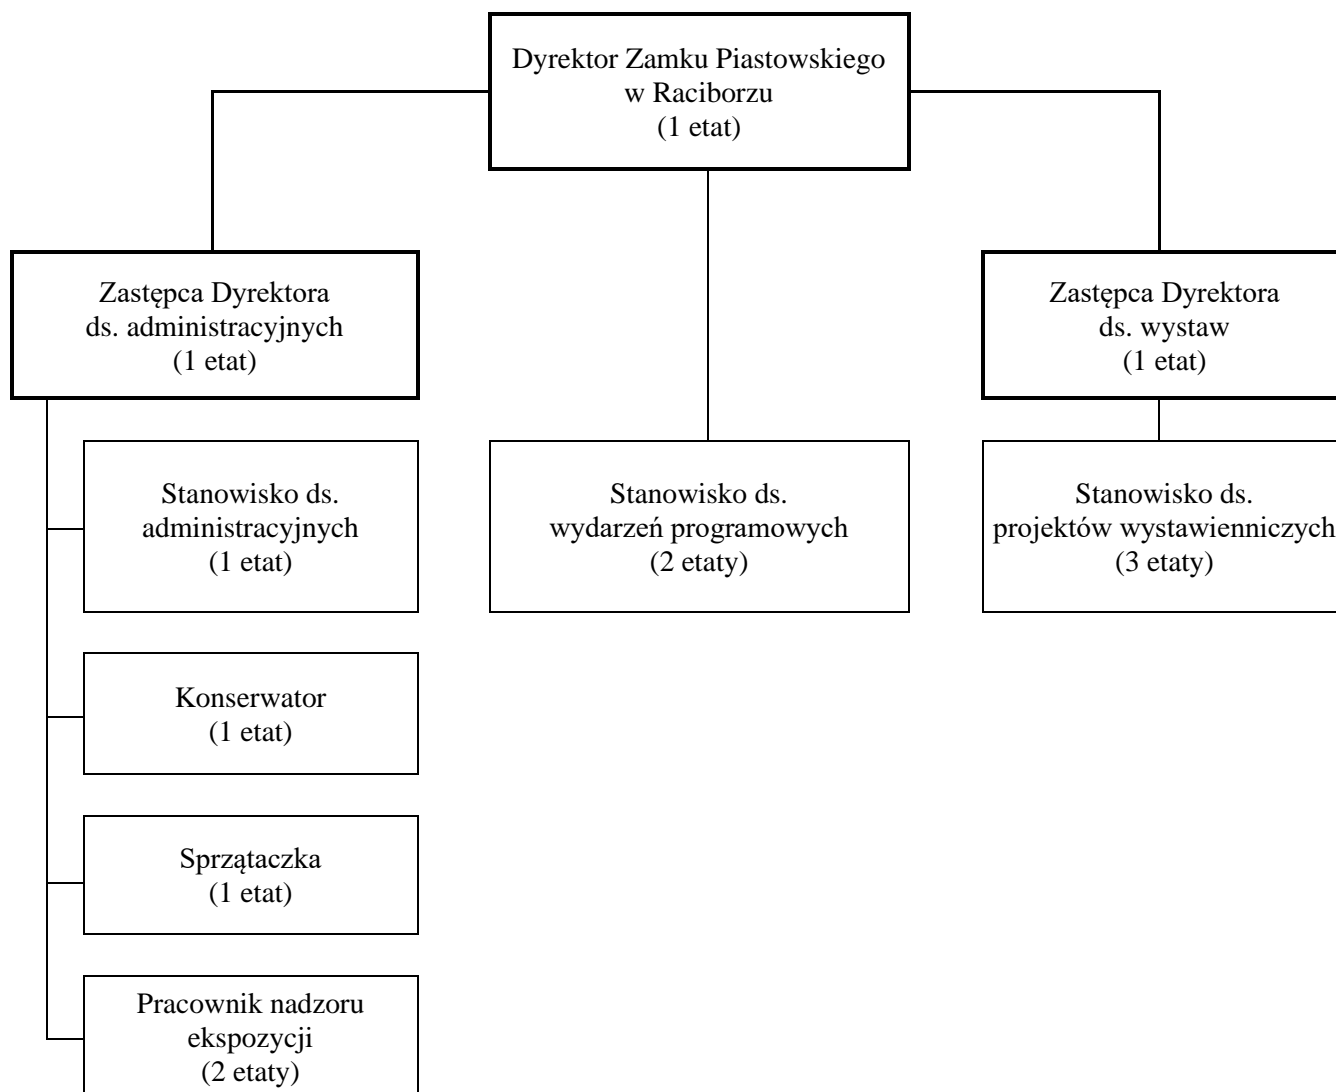 Dyrektor Zamku Piastowskiego
w Raciborzu
(1 etat)
Zastępca Dyrektora
ds. administracyjnych
(1 etat)
Zastępca Dyrektora
ds. wystaw
(1 etat)
Stanowisko ds.
administracyjnych
(1 etat)
Stanowisko ds.
wydarzeń programowych
(2 etaty)
Stanowisko ds.
projektów wystawienniczych
(3 etaty)
Konserwator
(1 etat)
Sprzątaczka
(1 etat)
Pracownik nadzoru
ekspozycji
(2 etaty)